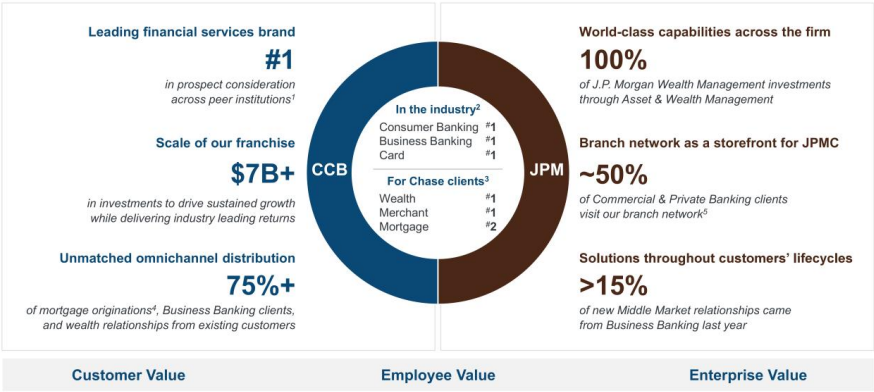 Leading financial services brand
#1
in prospect consideration
across peer institutions1
Scale of our franchise
$7B+
in investments to drive sustained growth
while delivering industry leading returns
Unmatched omnichannel distribution
75%+
of mortgage originations4, Business Banking clients,
and wealth relationships from existing customers
CCB
In the industry2
Consumer Banking #1
Business Banking #1
Card #1
For Chase clients3
Wealth #1
Merchant #1
Mortgage #2
JPM
World-class capabilities across the firm
100%
of J.P. Morgan Wealth Management investments
through Asset & Wealth Management
Branch network as a storefront for JPMC
~50%
of Commercial & Private Banking clients
visit our branch network5
Solutions throughout customers' lifecycles
>15%
of new Middle Market relationships came
from Business Banking last year
Customer Value Employee Value Enterprise Value